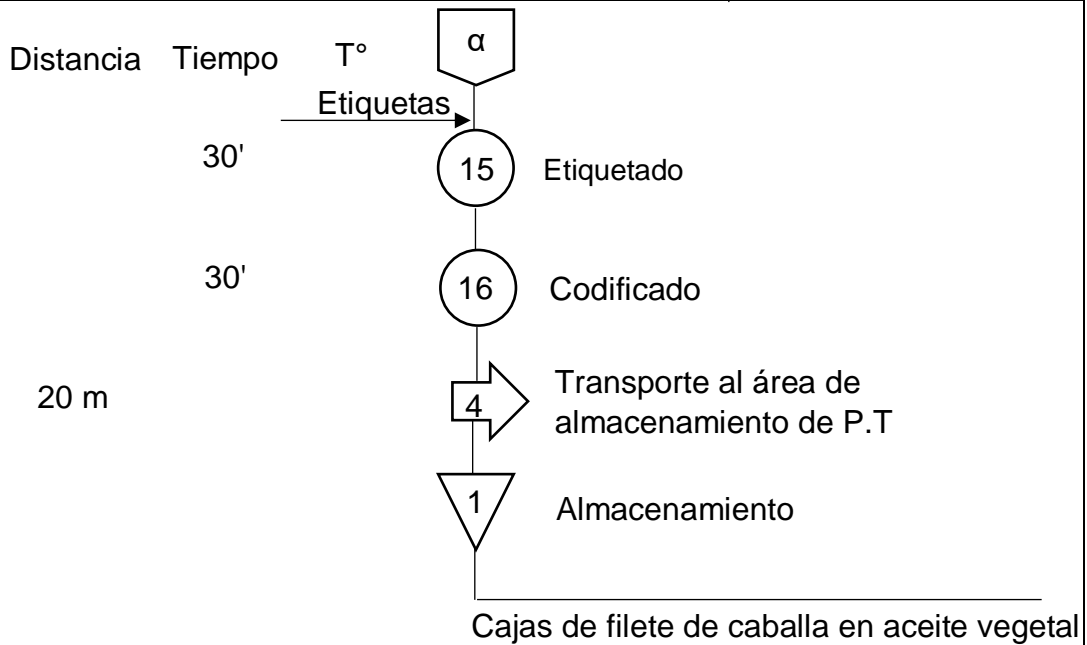 α
Distancia Tiempo T°
Etiquetas
30' 15 Etiquetado
30' 16 Codificado
20 m 4 Transporte al área de
almacenamiento de P.T
1 Almacenamiento
Cajas de filete de caballa en aceite vegetal